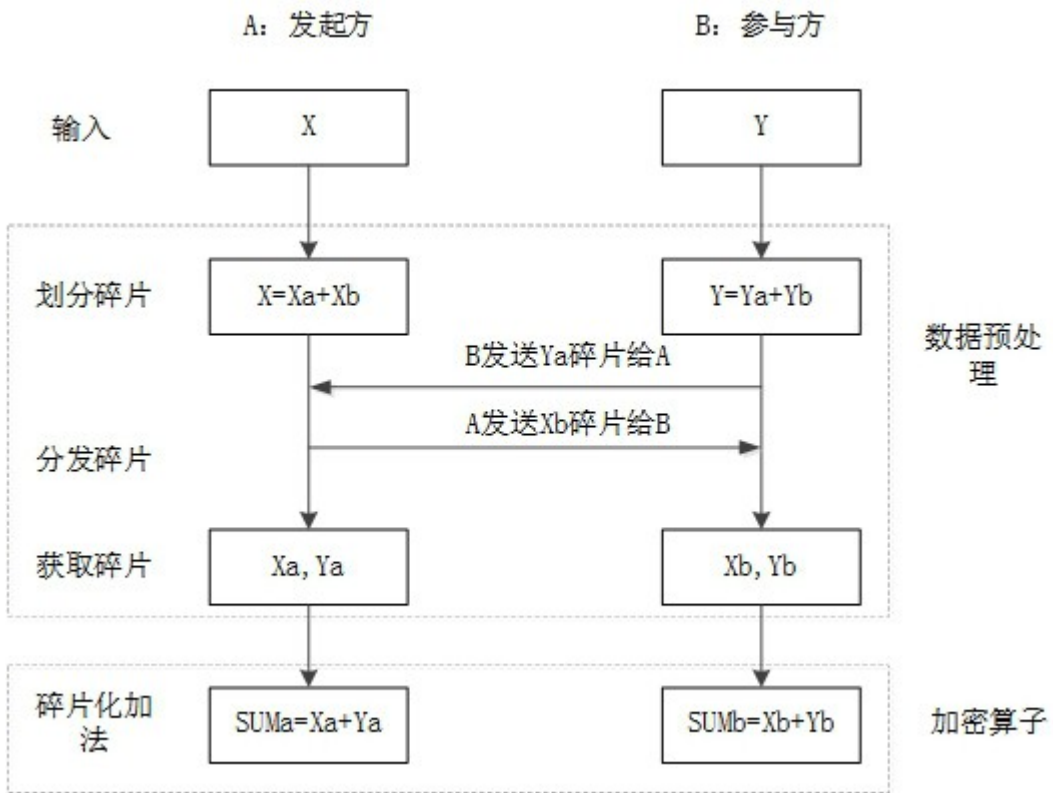 A: 发起方
B: 参与方
输入
X
Y
划分碎片
X=Xa+Xb
Y=Ya+Yb
数据预处
理
B发送Ya碎片给A
A发送Xb碎片给B
分发碎片
获取碎片
Xa,Ya
Xb,Yb
碎片化加
法
SUMa=Xa+Ya
SUMb=Xb+Yb
加密算子